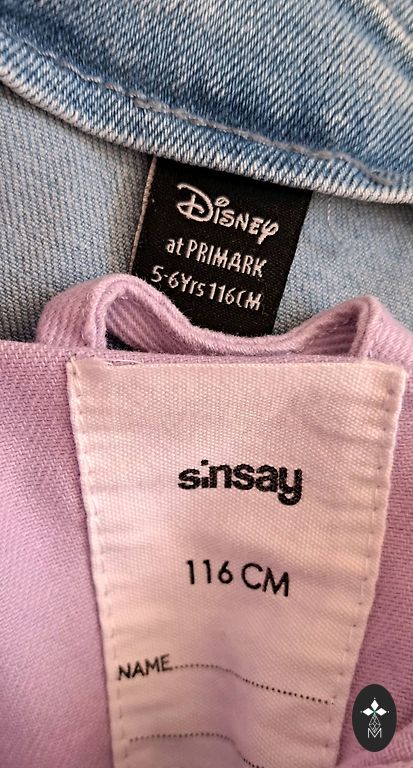 Disney
at PRIMARK
5-6Yrs 116CM
sinsay
116 CM
NAME......................
..............................
M